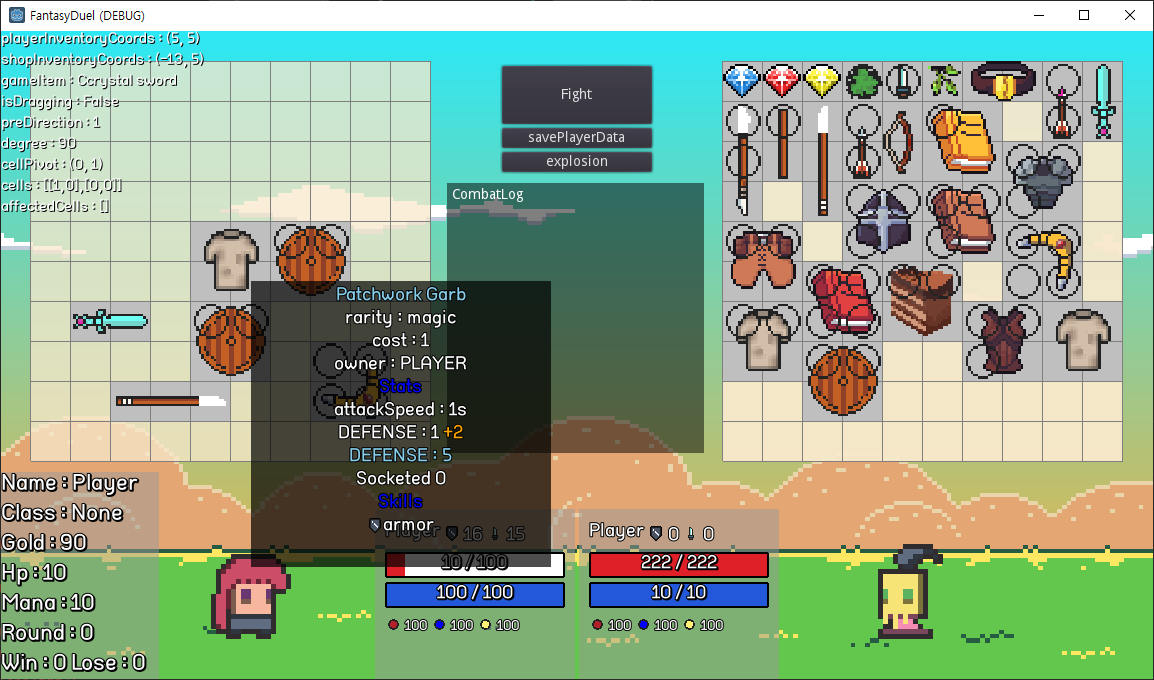 FantasyDuel (DEBUG)
playerInventoryCoords : (5, 5)
shopInventoryCoords : (-13, 5)
gameItem : Ccrystal sword
isDragging : False
preDirection : 1
degree : 90
cellPivot : (0, 1)
cells : [[1,0],[0,0]]
affectedCells : []
Fight
savePlayerData
explosion
CombatLog
Patchwork Garb
rarity : magic
cost : 1
owner : PLAYER
Stats
attackSpeed : 1s
DEFENSE : 1 +2
DEFENSE : 5
Socketed 0
Skills
armor
Name : Player
Class : None
Gold : 90
Hp : 10
Mana : 10
Round : 0
Win : 0 Lose : 0
Player 16 15
10 / 100
100 / 100
100 100 100
Player 0 0
222 / 222
10 / 10
100 100 100